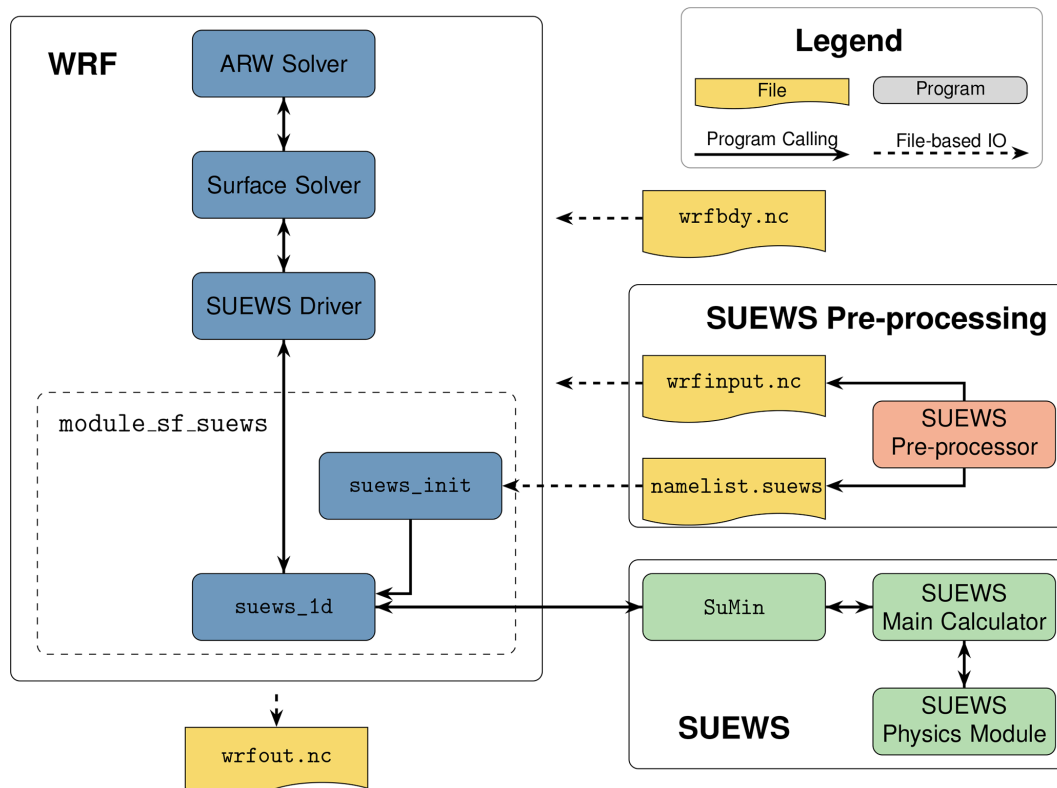 WRF
ARW Solver
Surface Solver
SUEWS Driver
module_sf_suews
suews_init
suews_1d
wrfout.nc
Legend
File
Program
Program Calling
File-based IO
wrfbdy.nc
SUEWS Pre-processing
wrfinput.nc
SUEWS
Pre-processor
namelist.suews
SuMin
SUEWS
Main Calculator
SUEWS
SUEWS
Physics Module